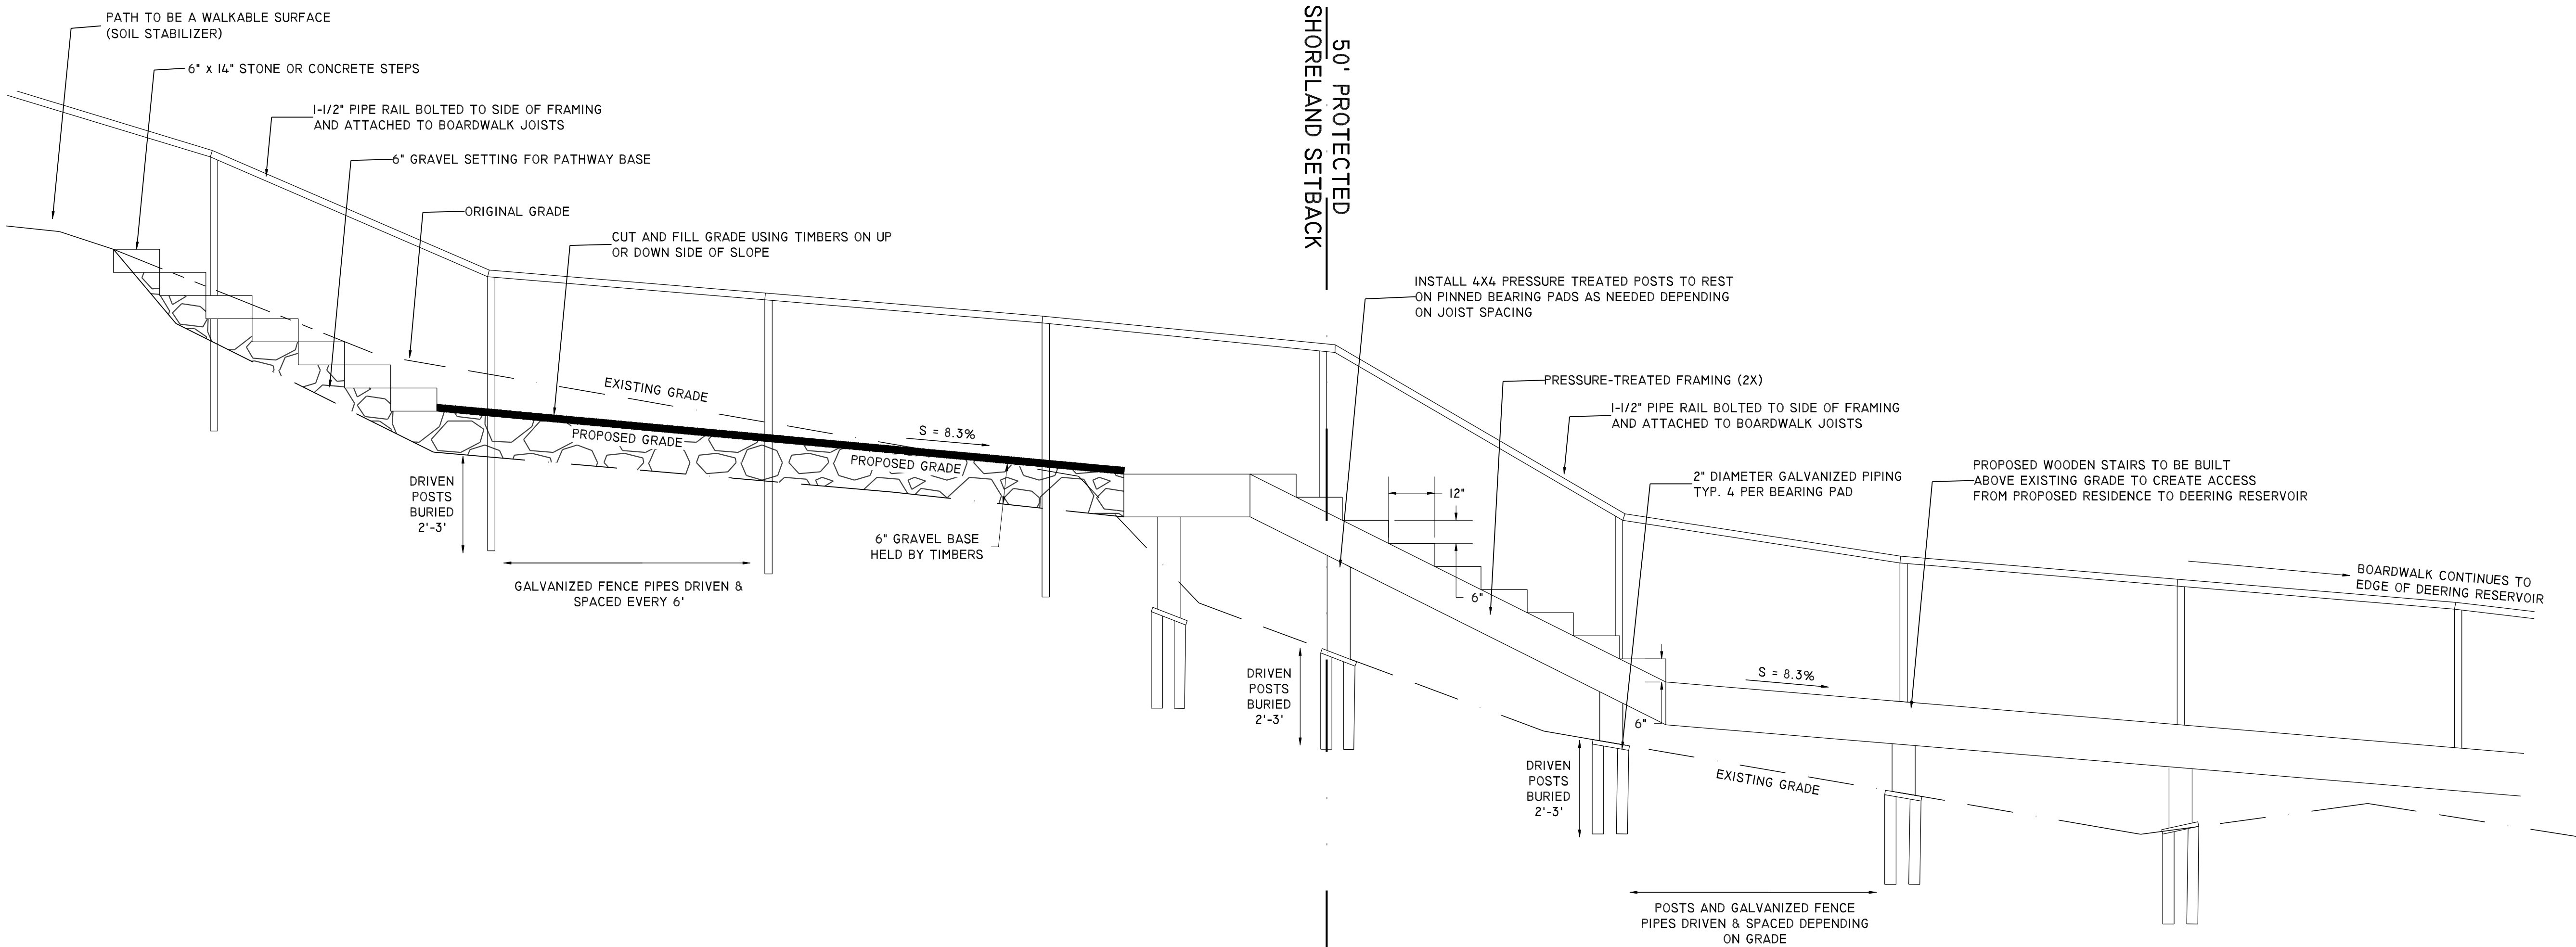 PATH TO BE A WALKABLE SURFACE
(SOIL STABILIZER)
6" x 14" STONE OR CONCRETE STEPS
1-1/2" PIPE RAIL BOLTED TO SIDE OF FRAMING
AND ATTACHED TO BOARDWALK JOISTS
6" GRAVEL SETTING FOR PATHWAY BASE
ORIGINAL GRADE
CUT AND FILL GRADE USING TIMBERS ON UP
OR DOWN SIDE OF SLOPE
EXISTING GRADE
S = 8.3%
PROPOSED GRADE
PROPOSED GRADE
DRIVEN
POSTS
BURIED
2'-3'
6" GRAVEL BASE
HELD BY TIMBERS
GALVANIZED FENCE PIPES DRIVEN &
SPACED EVERY 6'
50' PROTECTED
SHORELAND SETBACK
INSTALL 4X4 PRESSURE TREATED POSTS TO REST
ON PINNED BEARING PADS AS NEEDED DEPENDING
ON JOIST SPACING
PRESSURE-TREATED FRAMING (2X)
1-1/2" PIPE RAIL BOLTED TO SIDE OF FRAMING
AND ATTACHED TO BOARDWALK JOISTS
2" DIAMETER GALVANIZED PIPING
TYP. 4 PER BEARING PAD
PROPOSED WOODEN STAIRS TO BE BUILT
ABOVE EXISTING GRADE TO CREATE ACCESS
FROM PROPOSED RESIDENCE TO DEERING RESERVOIR
12"
6"
BOARDWALK CONTINUES TO
EDGE OF DEERING RESERVOIR
S = 8.3%
6"
DRIVEN
POSTS
BURIED
2'-3'
DRIVEN
POSTS
BURIED
2'-3'
EXISTING GRADE
POSTS AND GALVANIZED FENCE
PIPES DRIVEN & SPACED DEPENDING
ON GRADE